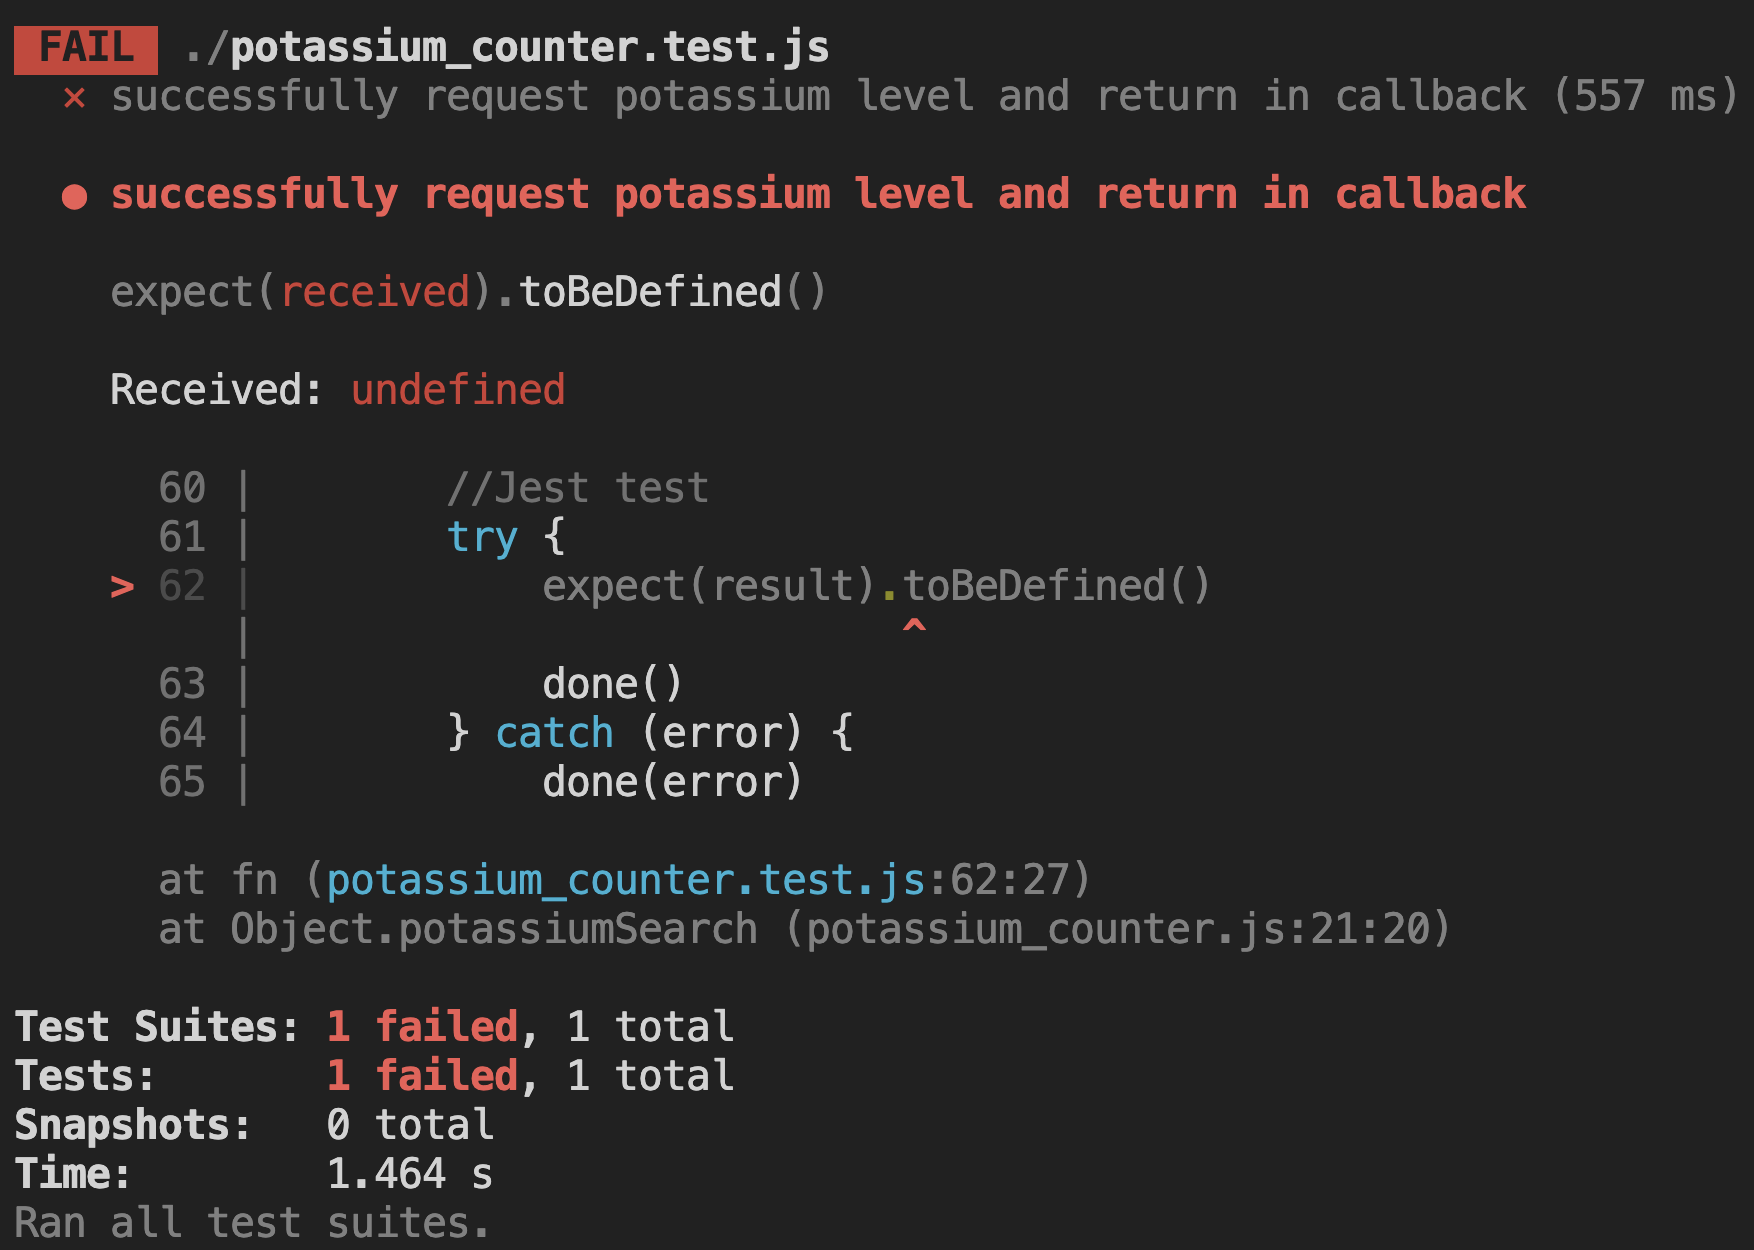 FAIL ./potassium_counter.test.js
✕ successfully request potassium level and return in callback (557 ms)
● successfully request potassium level and return in callback
expect(received).toBeDefined()
Received: undefined
60 | //Jest test
61 | try {
> 62 | expect(result).toBeDefined()
| ^
63 | done()
64 | } catch (error) {
65 | done(error)
at fn (potassium_counter.test.js:62:27)
at Object.potassiumSearch (potassium_counter.js:21:20)
Test Suites: 1 failed, 1 total
Tests: 1 failed, 1 total
Snapshots: 0 total
Time: 1.464 s
Ran all test suites.